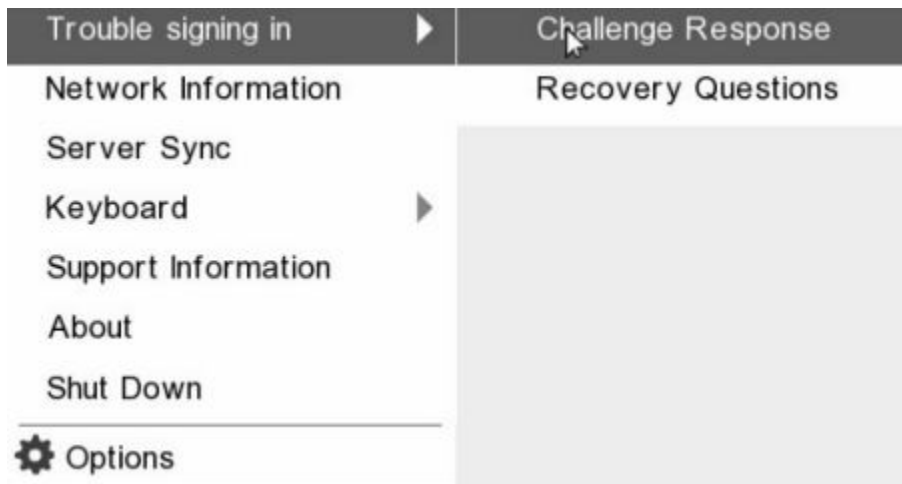 Trouble signing in
Challenge Response
Network Information
Recovery Questions
Server Sync
Keyboard
Support Information
About
Shut Down
Options